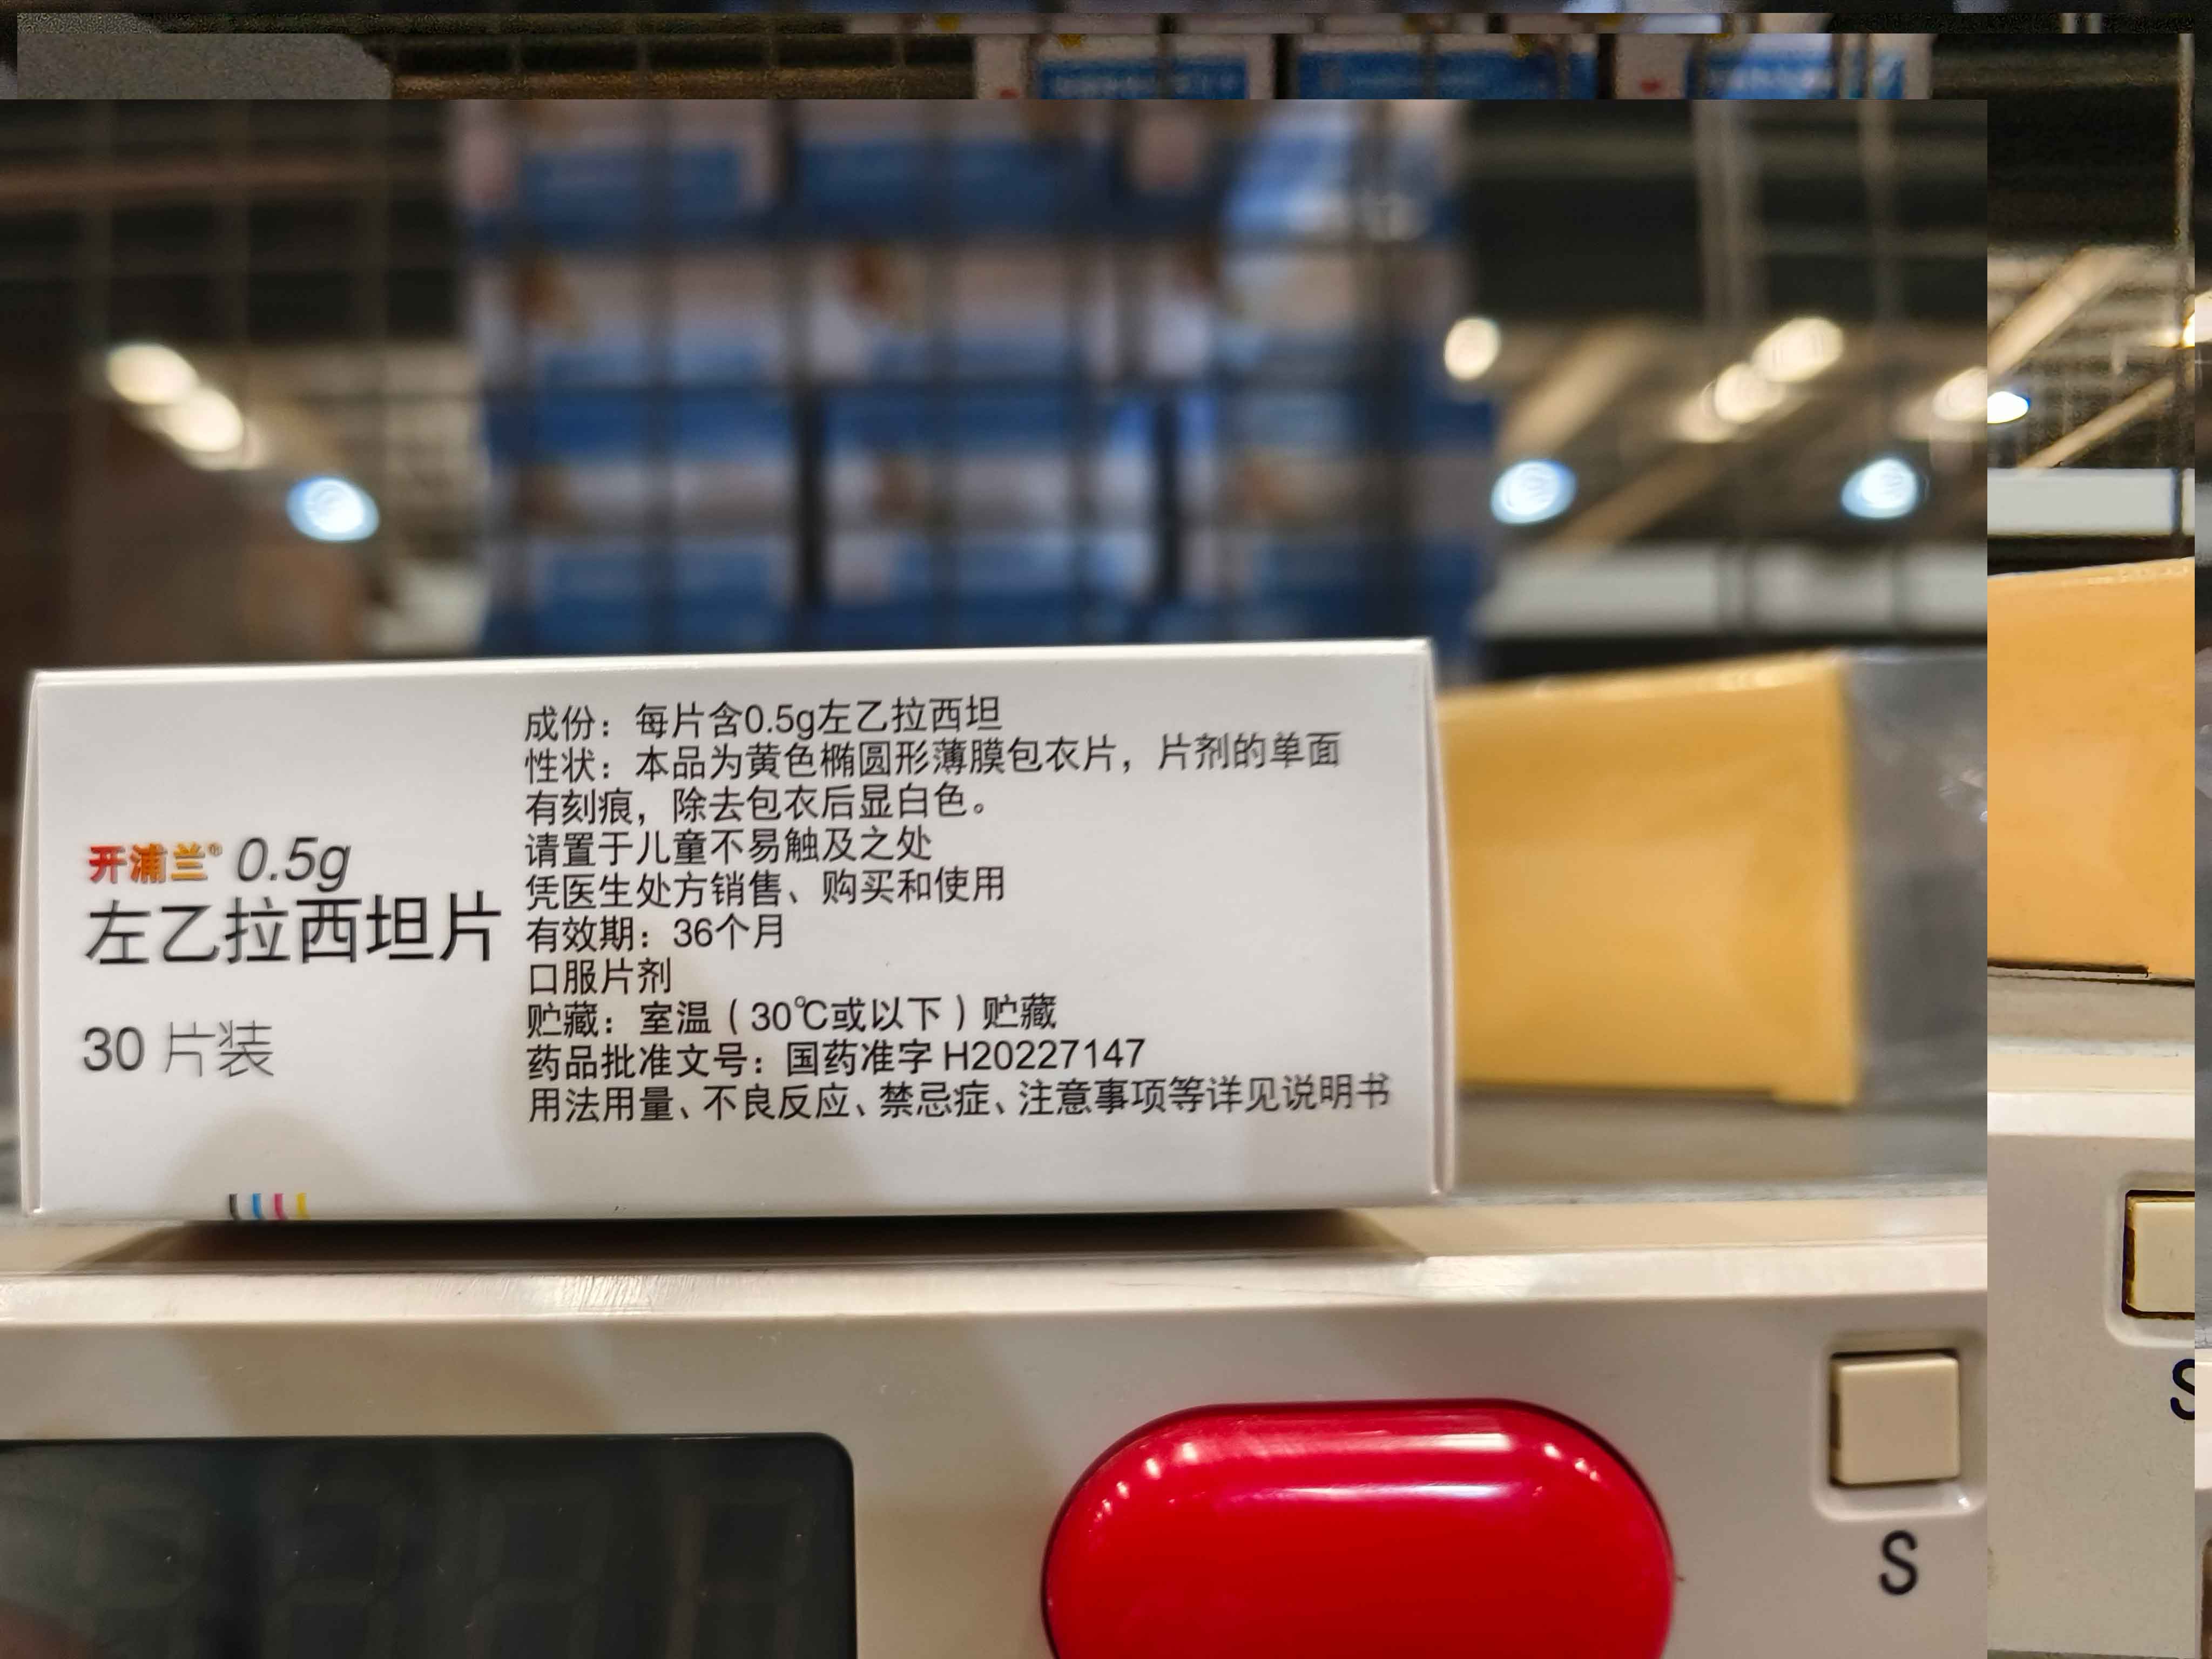 开浦兰® 0.5g
左乙拉西坦片
30 片装
成份：每片含0.5g左乙拉西坦
性状：本品为黄色椭圆形薄膜包衣片，片剂的单面
有刻痕，除去包衣后显白色。
请置于儿童不易触及之处
凭医生处方销售、购买和使用
有效期：36个月
口服片剂
贮藏：室温（30℃或以下）贮藏
药品批准文号：国药准字 H20227147
用法用量、不良反应、禁忌症、注意事项等详见说明书
S
S